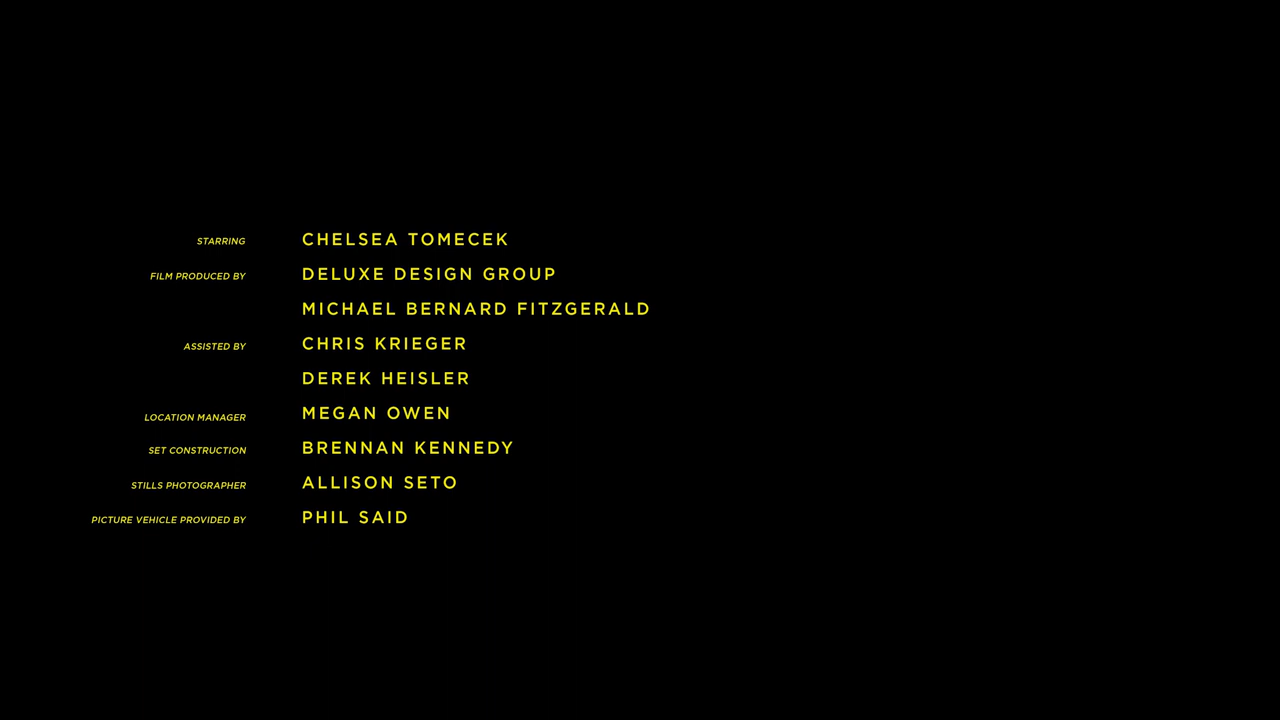 STARRING CHELSEA TOMECEK
FILM PRODUCED BY DELUXE DESIGN GROUP
MICHAEL BERNARD FITZGERALD
ASSISTED BY CHRIS KRIEGER
DEREK HEISLER
LOCATION MANAGER MEGAN OWEN
SET CONSTRUCTION BRENNAN KENNEDY
STILLS PHOTOGRAPHER ALLISON SETO
PICTURE VEHICLE PROVIDED BY PHIL SAID